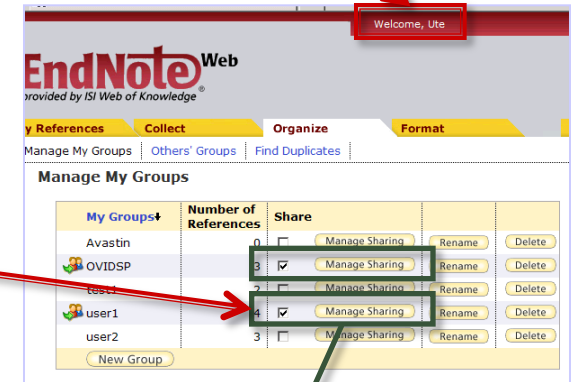 Welcome, Ute
EndNote Web
provided by ISI Web of Knowledge
y References Collect Organize Format
Manage My Groups Others' Groups Find Duplicates
Manage My Groups
My Groups Number of References Share
Avastin 0 Manage Sharing Rename Delete
OVIDSP 3 Manage Sharing Rename Delete
test1 2 Manage Sharing Rename Delete
user1 4 Manage Sharing Rename Delete
user2 3 Manage Sharing Rename Delete
New Group